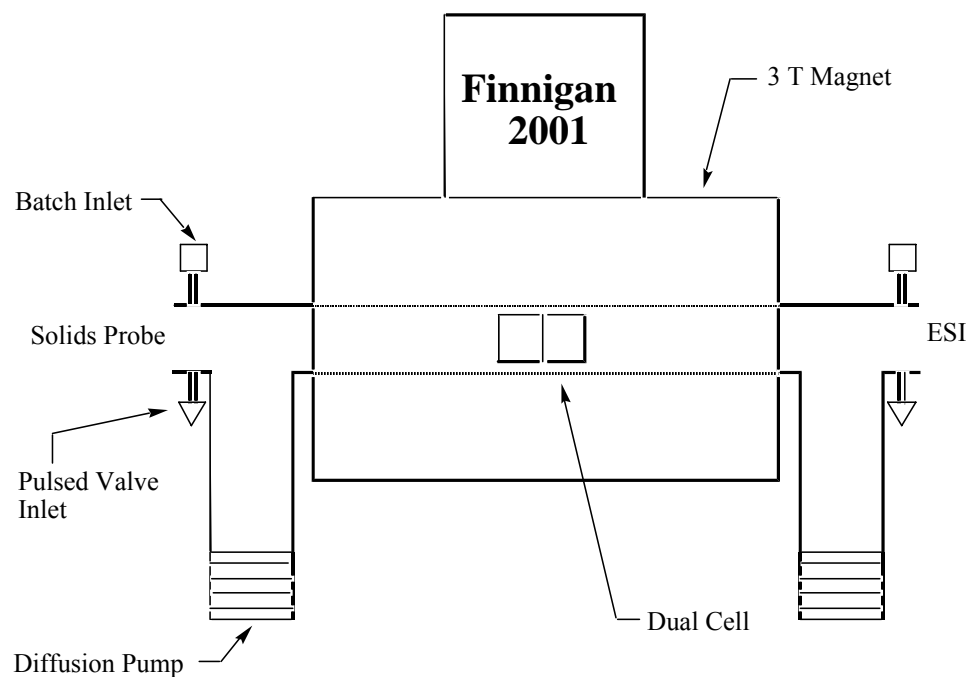 Finnigan
2001
3 T Magnet
Batch Inlet
Solids Probe
ESI
Pulsed Valve
Inlet
Dual Cell
Diffusion Pump